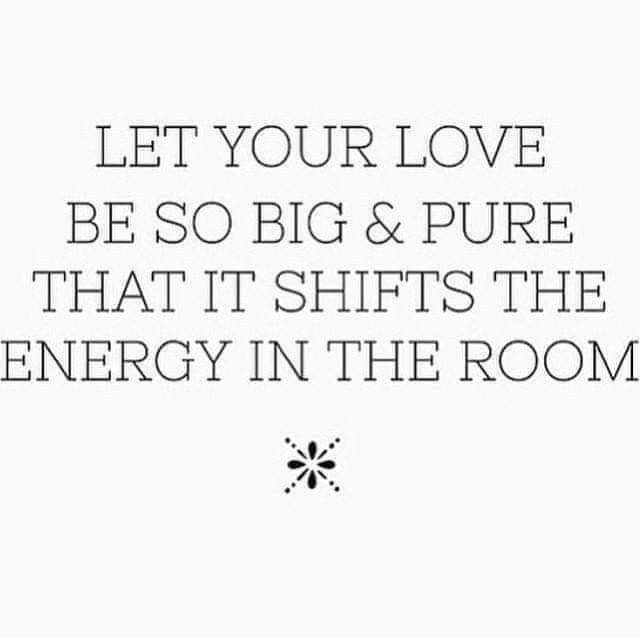 LET YOUR LOVE
BE SO BIG & PURE
THAT IT SHIFTS THE
ENERGY IN THE ROOM